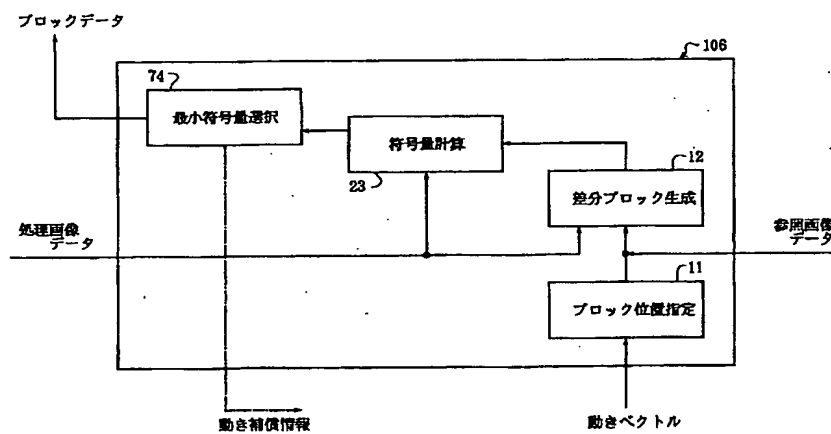 ブロックデータ
106
74
最小符号量選択
符号量計算
23
12
差分ブロック生成
処理画像
データ
参照画像
データ
11
ブロック位置指定
動き補償情報
動きベクトル